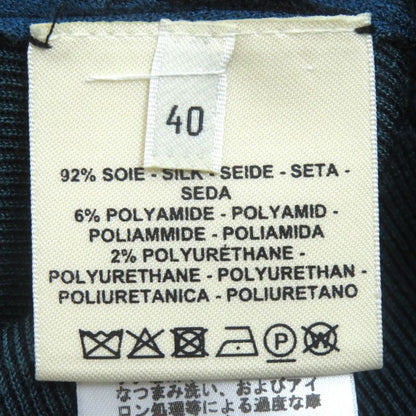 40
92% SOIE - SILK - SEIDE - SETA -
SEDA
6% POLYAMIDE - POLYAMID -
POLIAMMIDE - POLIAMIDA
2% POLYURÉTHANE -
POLYURETHANE - POLYURETHAN -
POLIURETANICA - POLIURETANO
P W
なつまみ洗い、およびアイ
ロン処理等による過度な摩